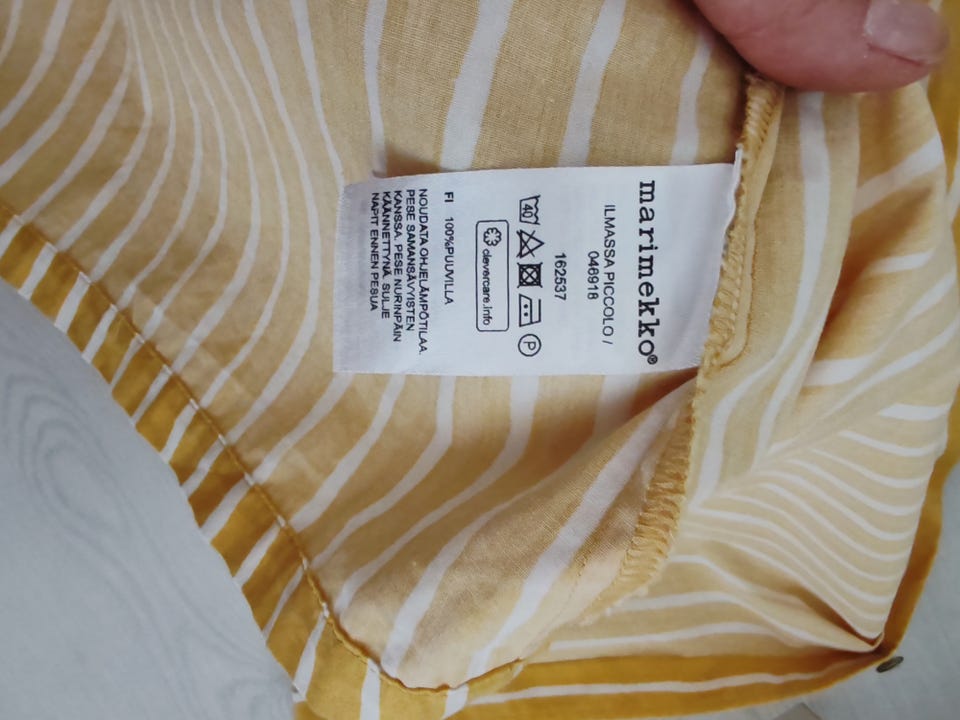 marimekko®
ILMASSA PICCOLO /
046918
162537
40 P
clevercare.info
FI 100%PUUVILLA
NOUDATA OHJELÄMPÖTILAA.
PESE SAMANSÄVYISTEN
KANSSA. PESE NURINPÄIN
KÄÄNNETTYNÄ. SULJE
NAPIT ENNEN PESUA